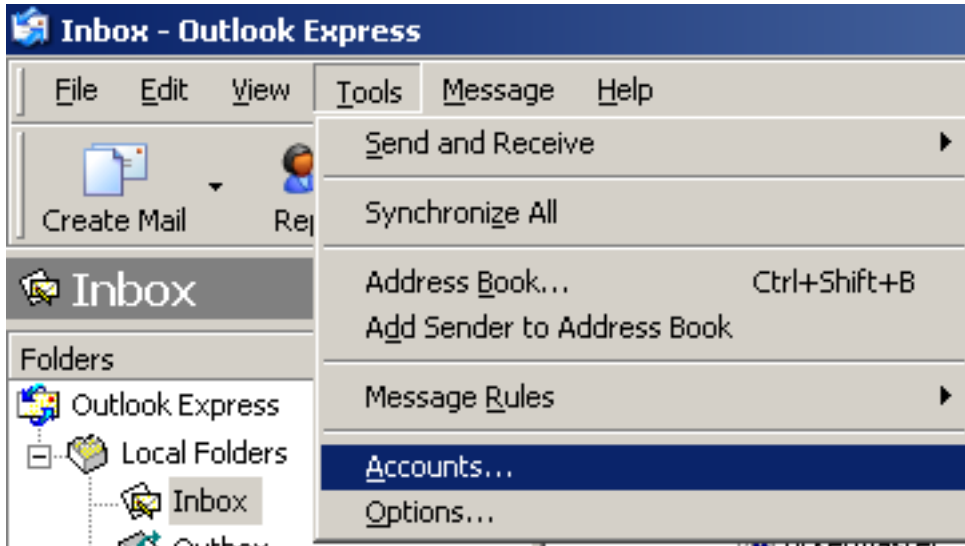 Inbox - Outlook Express
File Edit View Tools Message Help
Send and Receive
Create Mail
Synchronize All
Inbox
Address Book... Ctrl+Shift+B
Add Sender to Address Book
Folders
Outlook Express
Message Rules
Local Folders
Accounts...
Inbox
Options...